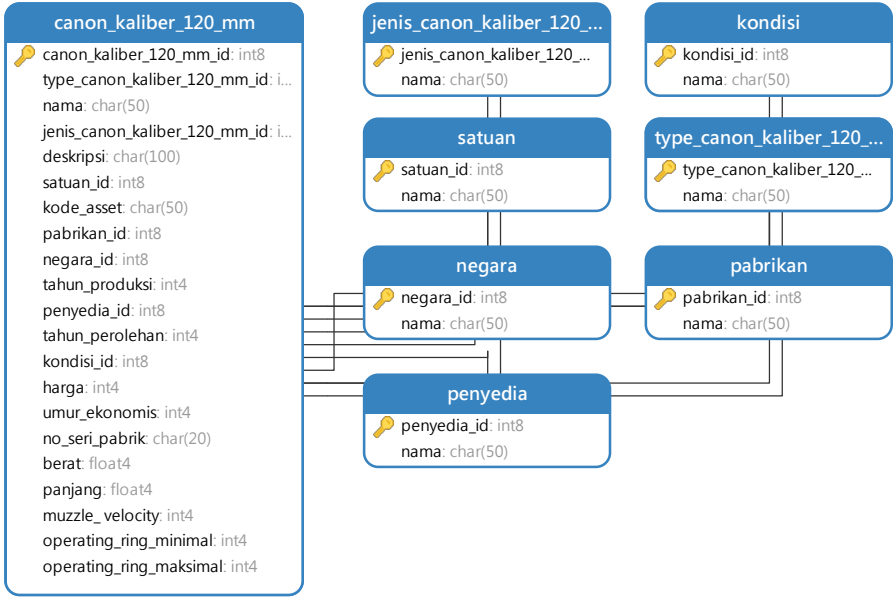 canon_kaliber_120_mm
canon_kaliber_120_mm_id: int8
type_canon_kaliber_120_mm_id: i...
nama: char(50)
jenis_canon_kaliber_120_mm_id: i...
deskripsi: char(100)
satuan_id: int8
kode_asset: char(50)
pabrikan_id: int8
negara_id: int8
tahun_produksi: int4
penyedia_id: int8
tahun_perolehan: int4
kondisi_id: int8
harga: int4
umur_ekonomis: int4
no_seri_pabrik: char(20)
berat: float4
panjang: float4
muzzle_ velocity: int4
operating_ring_minimal: int4
operating_ring_maksimal: int4
jenis_canon_kaliber_120_...
jenis_canon_kaliber_120_...
nama: char(50)
kondisi
kondisi_id: int8
nama: char(50)
satuan
satuan_id: int8
nama: char(50)
type_canon_kaliber_120_...
type_canon_kaliber_120_...
nama: char(50)
negara
negara_id: int8
nama: char(50)
pabrikan
pabrikan_id: int8
nama: char(50)
penyedia
penyedia_id: int8
nama: char(50)